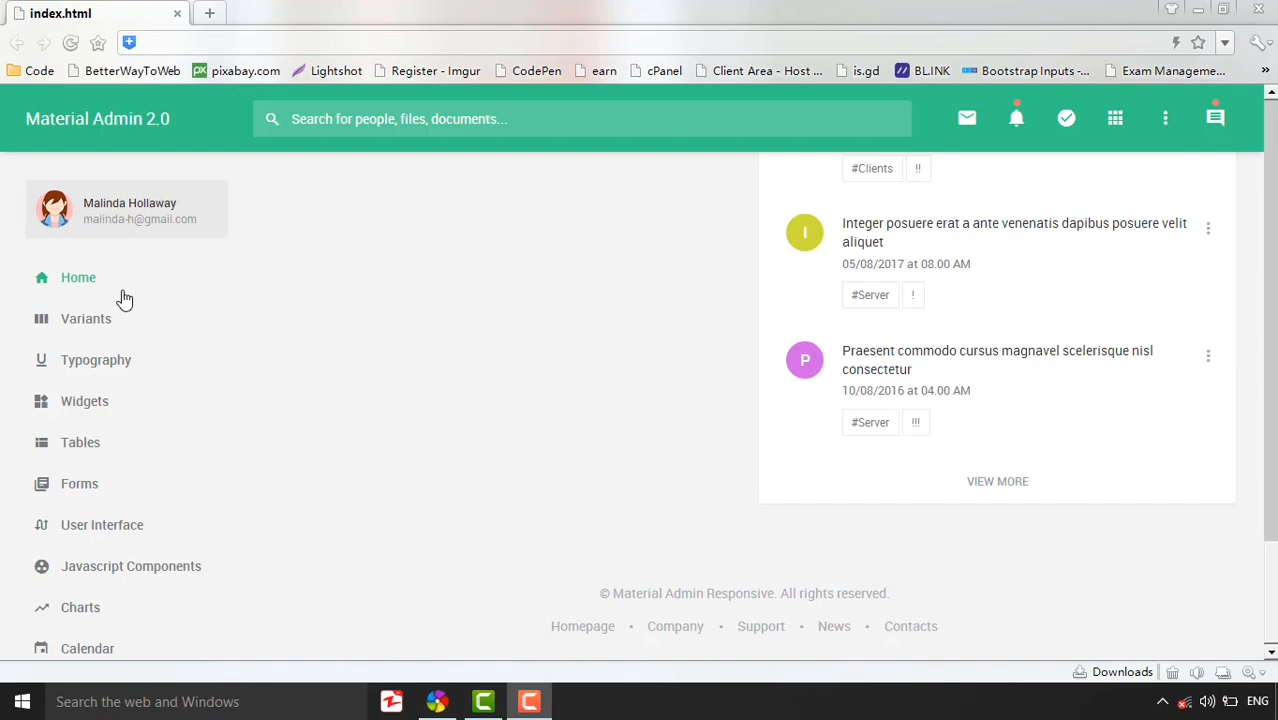 index.html
Code
BetterWayToWeb
pixabay.com
Lightshot
Register - Imgur
CodePen
earn
cPanel
Client Area - Host ...
is.gd
BL.INK
Bootstrap Inputs -...
Exam Manageme...
»
Material Admin 2.0
Search for people, files, documents...
Malinda Hollaway
malinda-h@gmail.com
Home
Variants
Typography
Widgets
Tables
Forms
User Interface
Javascript Components
Charts
Calendar
#Clients
!!
I
Integer posuere erat a ante venenatis dapibus posuere velit
aliquet
05/08/2017 at 08.00 AM
#Server
!
P
Praesent commodo cursus magnavel scelerisque nisl
consectetur
10/08/2016 at 04.00 AM
#Server
!!!
VIEW MORE
© Material Admin Responsive. All rights reserved.
Homepage • Company • Support • News • Contacts
Downloads
Search the web and Windows
ENG